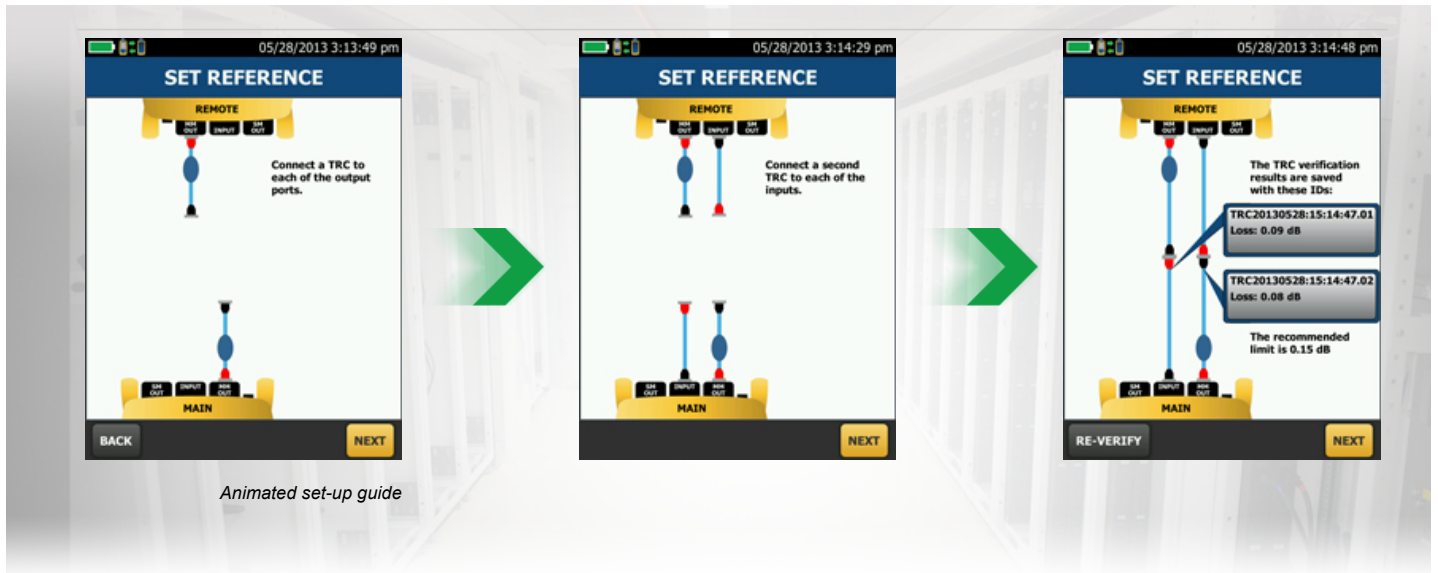 05/28/2013 3:13:49 pm
SET REFERENCE
REMOTE
MM OUT
INPUT
SM OUT
Connect a TRC to
each of the output
ports.
SM OUT
INPUT
MM OUT
MAIN
BACK
NEXT
Animated set-up guide
05/28/2013 3:14:29 pm
SET REFERENCE
REMOTE
MM OUT
INPUT
SM OUT
Connect a second
TRC to each of the
inputs.
SM OUT
INPUT
MM OUT
MAIN
NEXT
05/28/2013 3:14:48 pm
SET REFERENCE
REMOTE
MM OUT
INPUT
SM OUT
The TRC verification
results are saved
with these IDs:
TRC20130528:15:14:47.01
Loss: 0.09 dB
TRC20130528:15:14:47.02
Loss: 0.08 dB
The recommended
limit is 0.15 dB
SM OUT
INPUT
MM OUT
MAIN
RE-VERIFY
NEXT